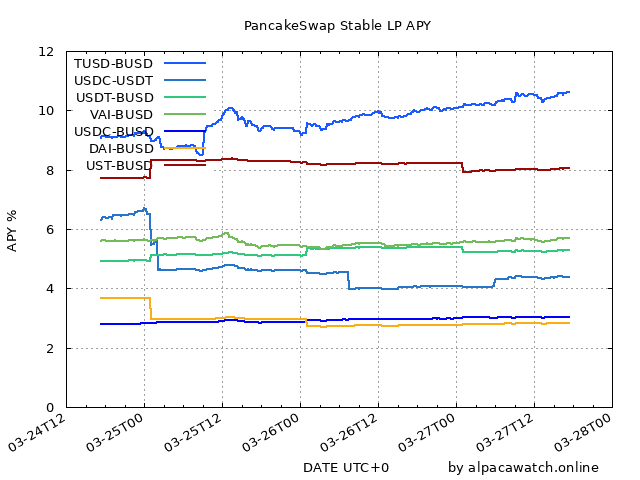 PancakeSwap Stable LP APY
12
10
8
6
4
2
0
APY %
TUSD-BUSD
USDC-USDT
USDT-BUSD
VAI-BUSD
USDC-BUSD
DAI-BUSD
UST-BUSD
03-24T12
03-25T00
03-25T12
03-26T00
03-26T12
03-27T00
03-27T12
03-28T00
DATE UTC+0
by alpacawatch.online